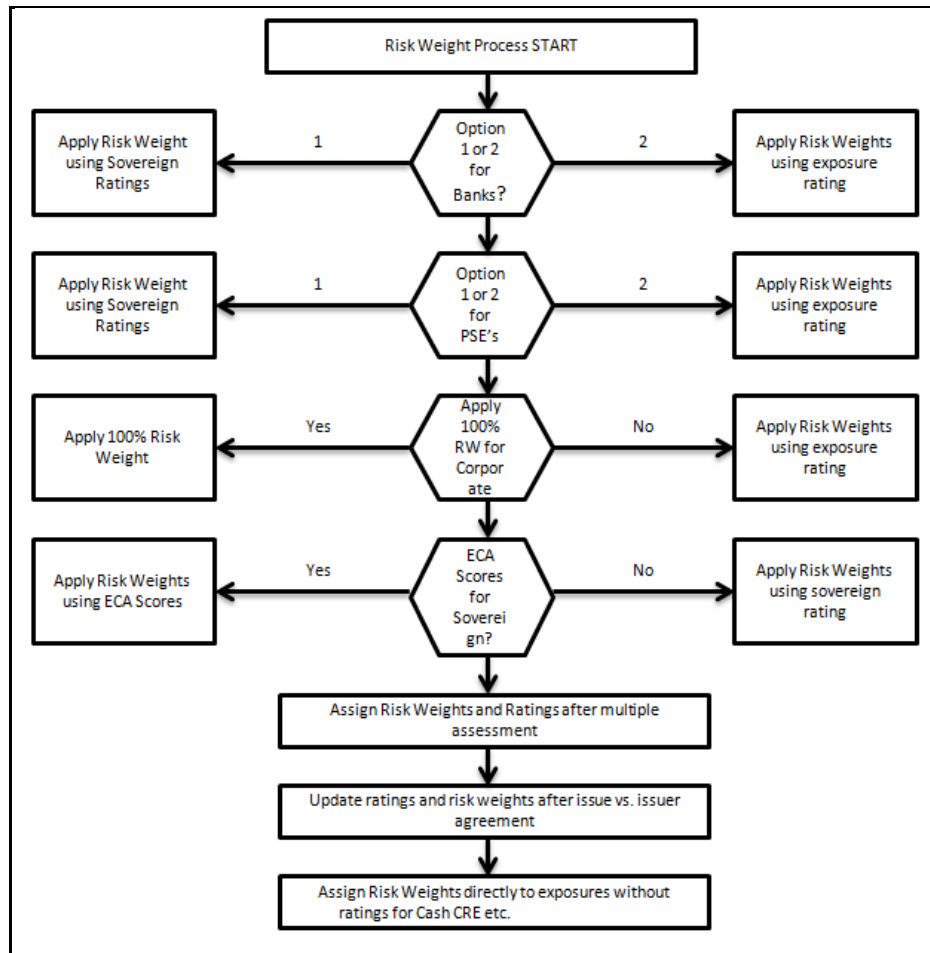 Risk Weight Process START
Option
1 or 2
for
Banks?
1
2
Apply Risk Weight
using Sovereign
Ratings
Apply Risk Weights
using exposure
rating
Option
1 or 2
for
PSE's
1
2
Apply Risk Weight
using Sovereign
Ratings
Apply Risk Weights
using exposure
rating
Apply
100%
RW for
Corpor
ate
Yes
No
Apply 100% Risk
Weight
Apply Risk Weights
using exposure
rating
ECA
Scores
for
Soverei
gn?
Yes
No
Apply Risk Weights
using ECA Scores
Apply Risk Weights
using sovereign
rating
Assign Risk Weights and Ratings after multiple
assessment
Update ratings and risk weights after issue vs. issuer
agreement
Assign Risk Weights directly to exposures without
ratings for Cash CRE etc.